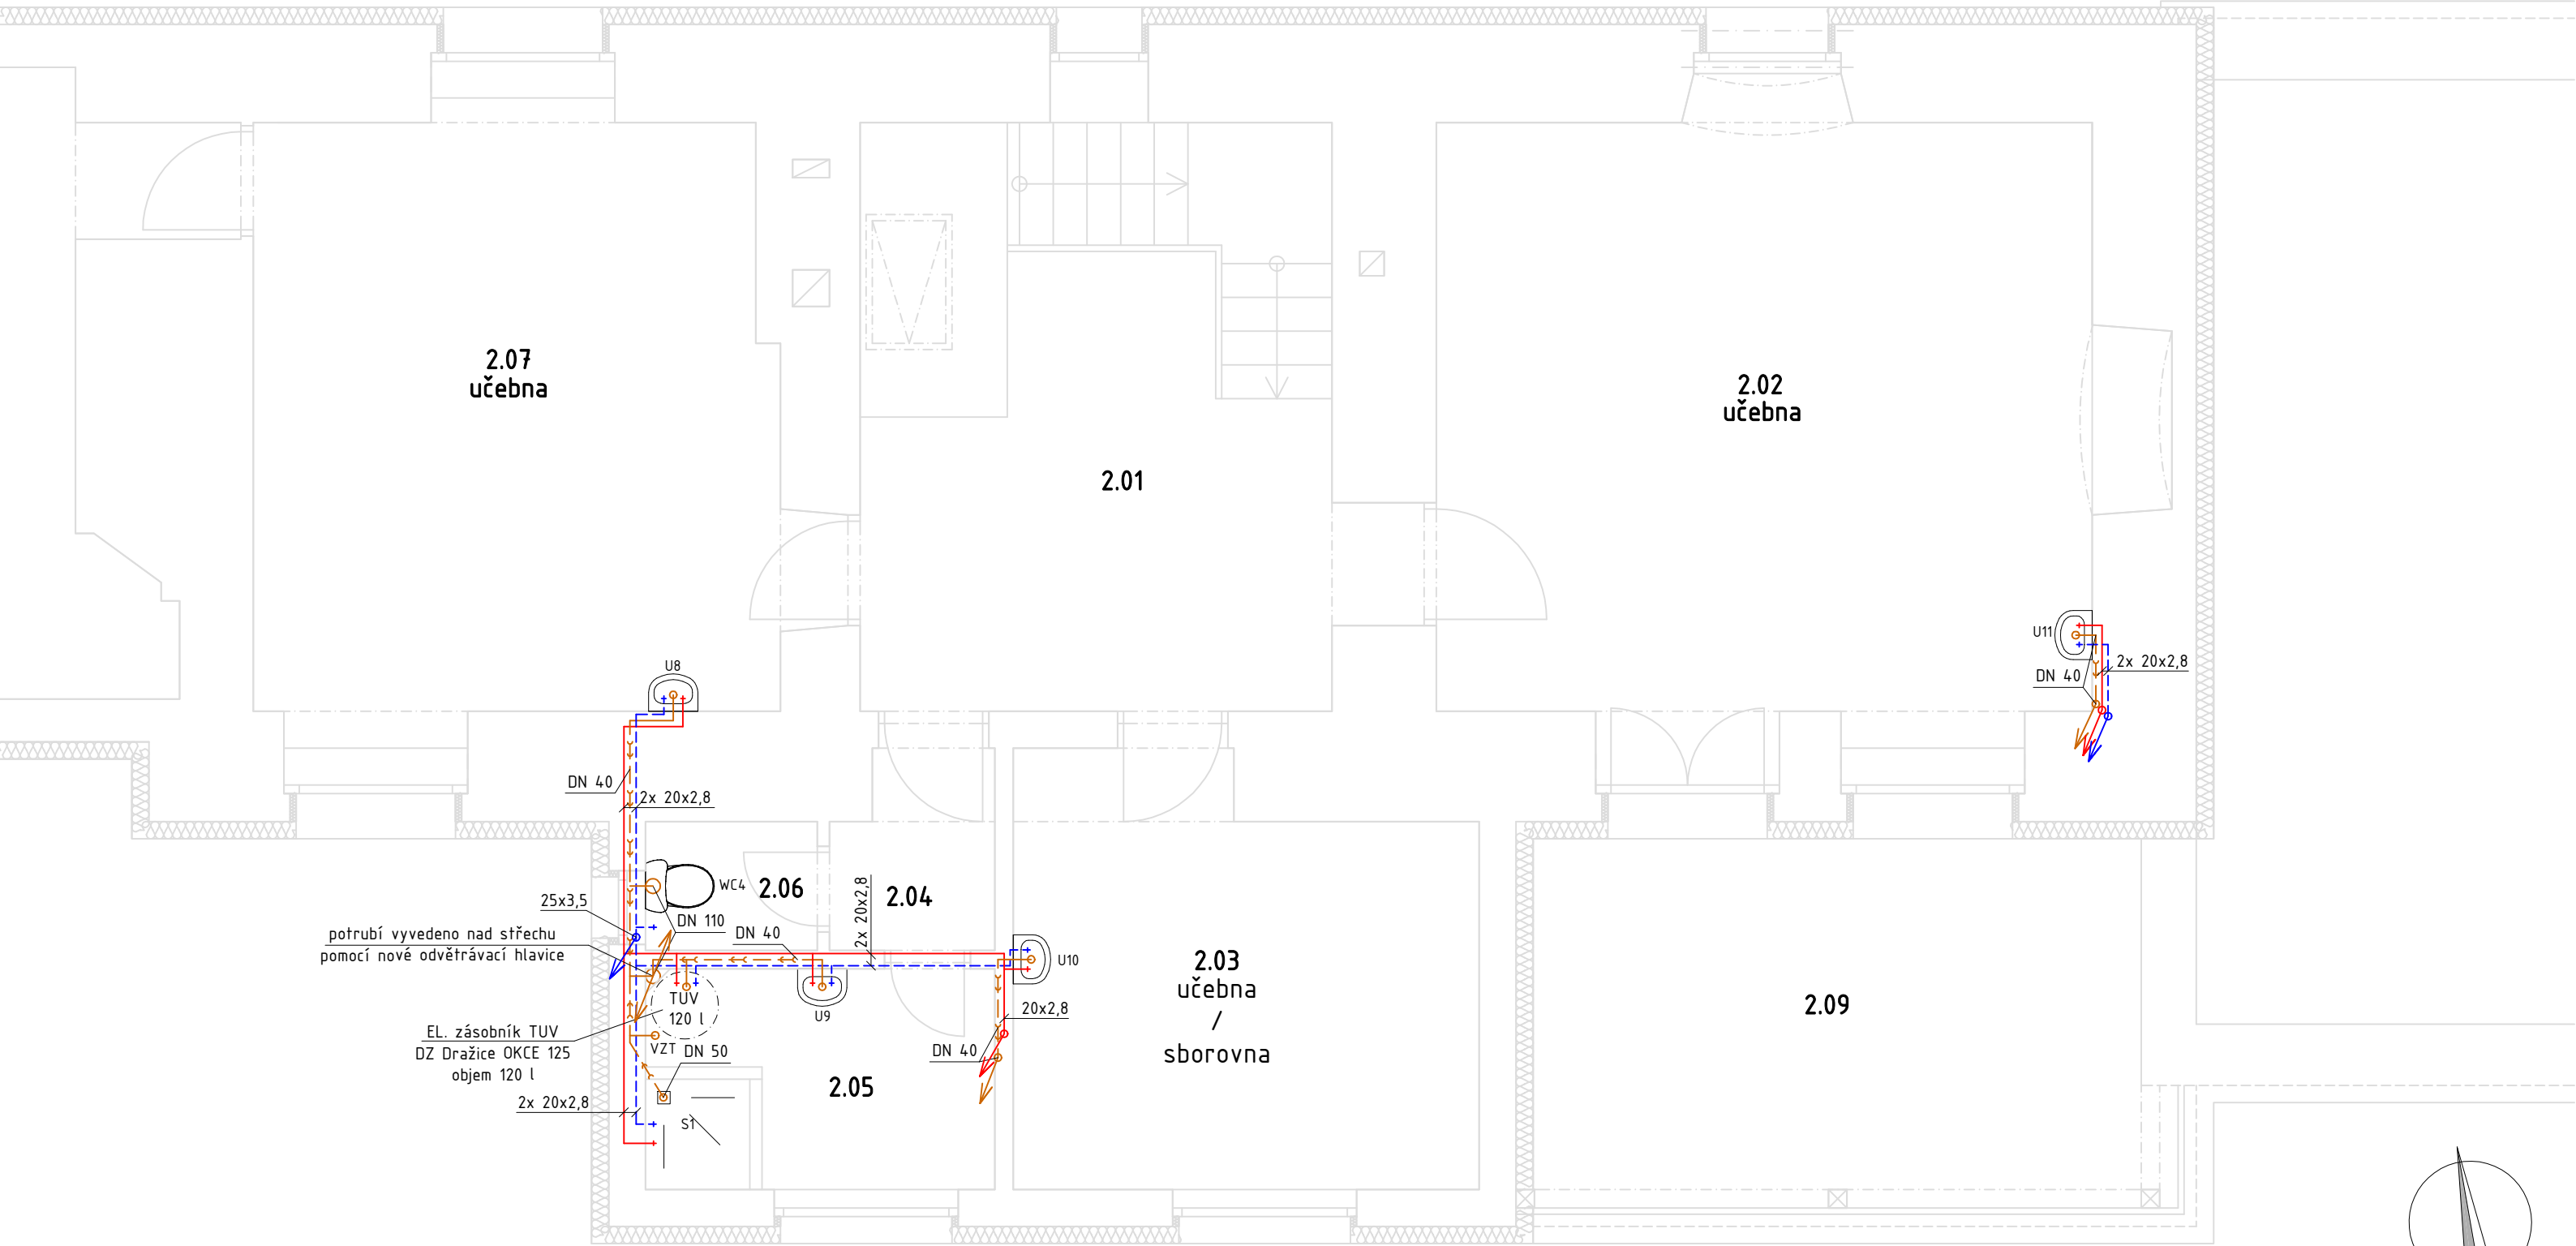 2.07
učebna
2.01
2.02
učebna
U11
2x 20x2,8
DN 40
U8
DN 40
2x 20x2,8
WC4
2.06
2.04
2x 20x2,8
25x3,5
DN 110
DN 40
potrubí vyvedeno nad střechu
pomocí nové odvětrávací hlavice
U10
2.03
učebna
/
sborovna
TUV
120 l
U9
20x2,8
2.09
EL. zásobník TUV
DZ Dražice OKCE 125
objem 120 l
VZT
DN 50
DN 40
2.05
2x 20x2,8
S1